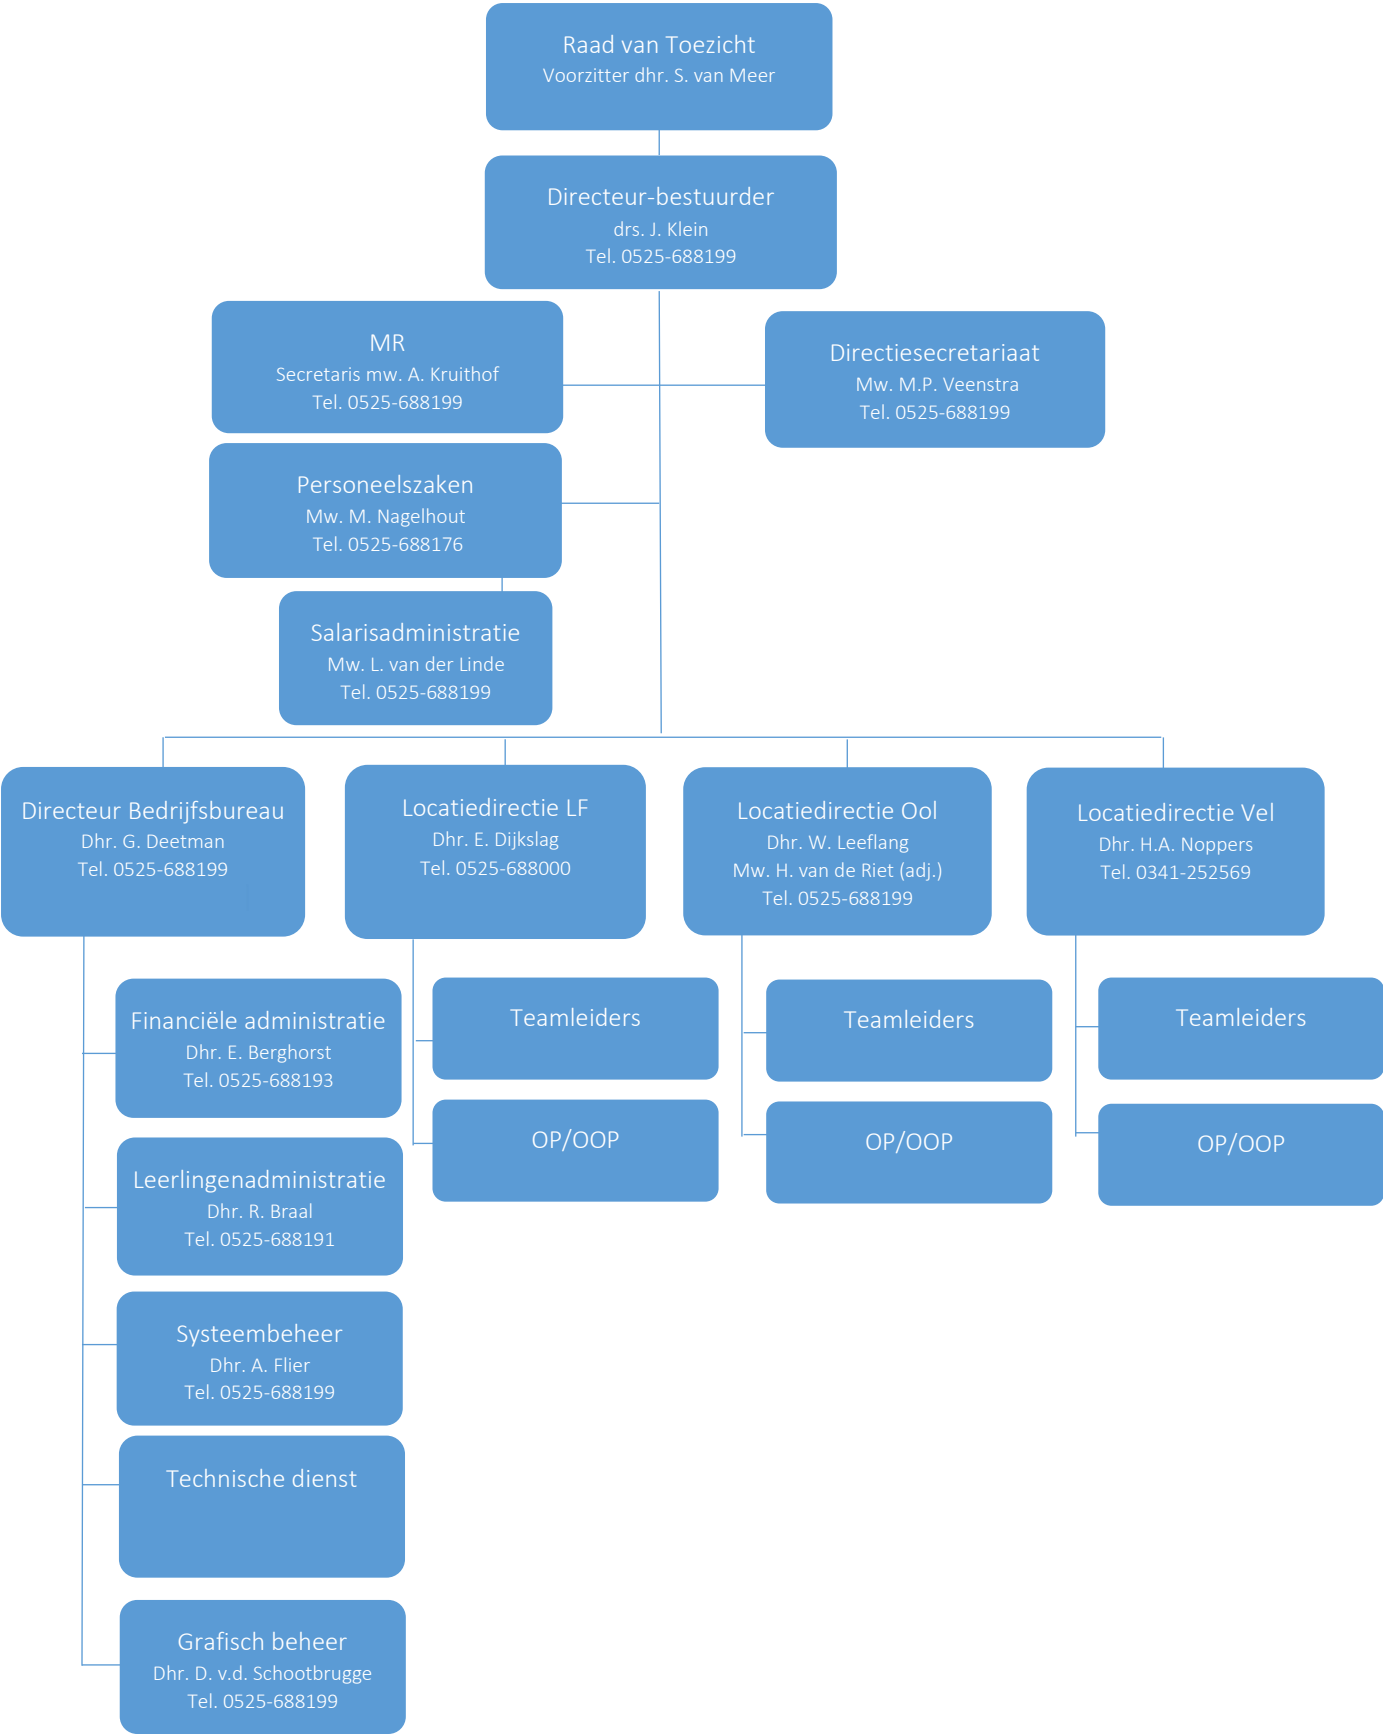 Raad van Toezicht
Voorzitter dhr. S. van Meer
Directeur-bestuurder
drs. J. Klein
Tel. 0525-688199
MR
Secretaris mw. A. Kruithof
Tel. 0525-688199
Directiesecretariaat
Mw. M.P. Veenstra
Tel. 0525-688199
Personeelszaken
Mw. M. Nagelhout
Tel. 0525-688176
Salarisadministratie
Mw. L. van der Linde
Tel. 0525-688199
Directeur Bedrijfsbureau
Dhr. G. Deetman
Tel. 0525-688199
Locatiedirectie LF
Dhr. E. Dijkslag
Tel. 0525-688000
Locatiedirectie Ool
Dhr. W. Leeflang
Mw. H. van de Riet (adj.)
Tel. 0525-688199
Locatiedirectie Vel
Dhr. H.A. Noppers
Tel. 0341-252569
Financiële administratie
Dhr. E. Berghorst
Tel. 0525-688193
Leerlingenadministratie
Dhr. R. Braal
Tel. 0525-688191
Systeembeheer
Dhr. A. Flier
Tel. 0525-688199
Technische dienst
Grafisch beheer
Dhr. D. v.d. Schootbrugge
Tel. 0525-688199
Teamleiders
OP/OOP
Teamleiders
OP/OOP
Teamleiders
OP/OOP